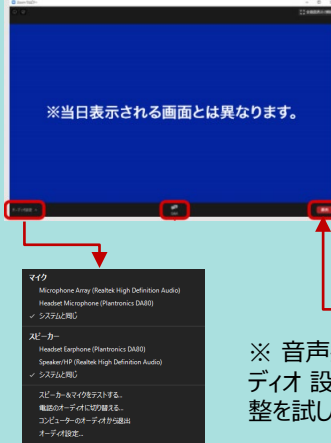 ※当日表示される画面とは異なります。
マイク
Microphone Array (Realtek High Definition Audio)
Headset Microphone (Plantronics DA80)
✓ システムと同じ
スピーカー
Headset Earphone (Plantronics DA80)
Speaker/HP (Realtek High Definition Audio)
✓ システムと同じ
スピーカー&マイクをテストする...
電話のオーディオに切り替える...
コンピューターのオーディオから退出
オーディオ設定...
※ 音声
ディオ 設
整を試し